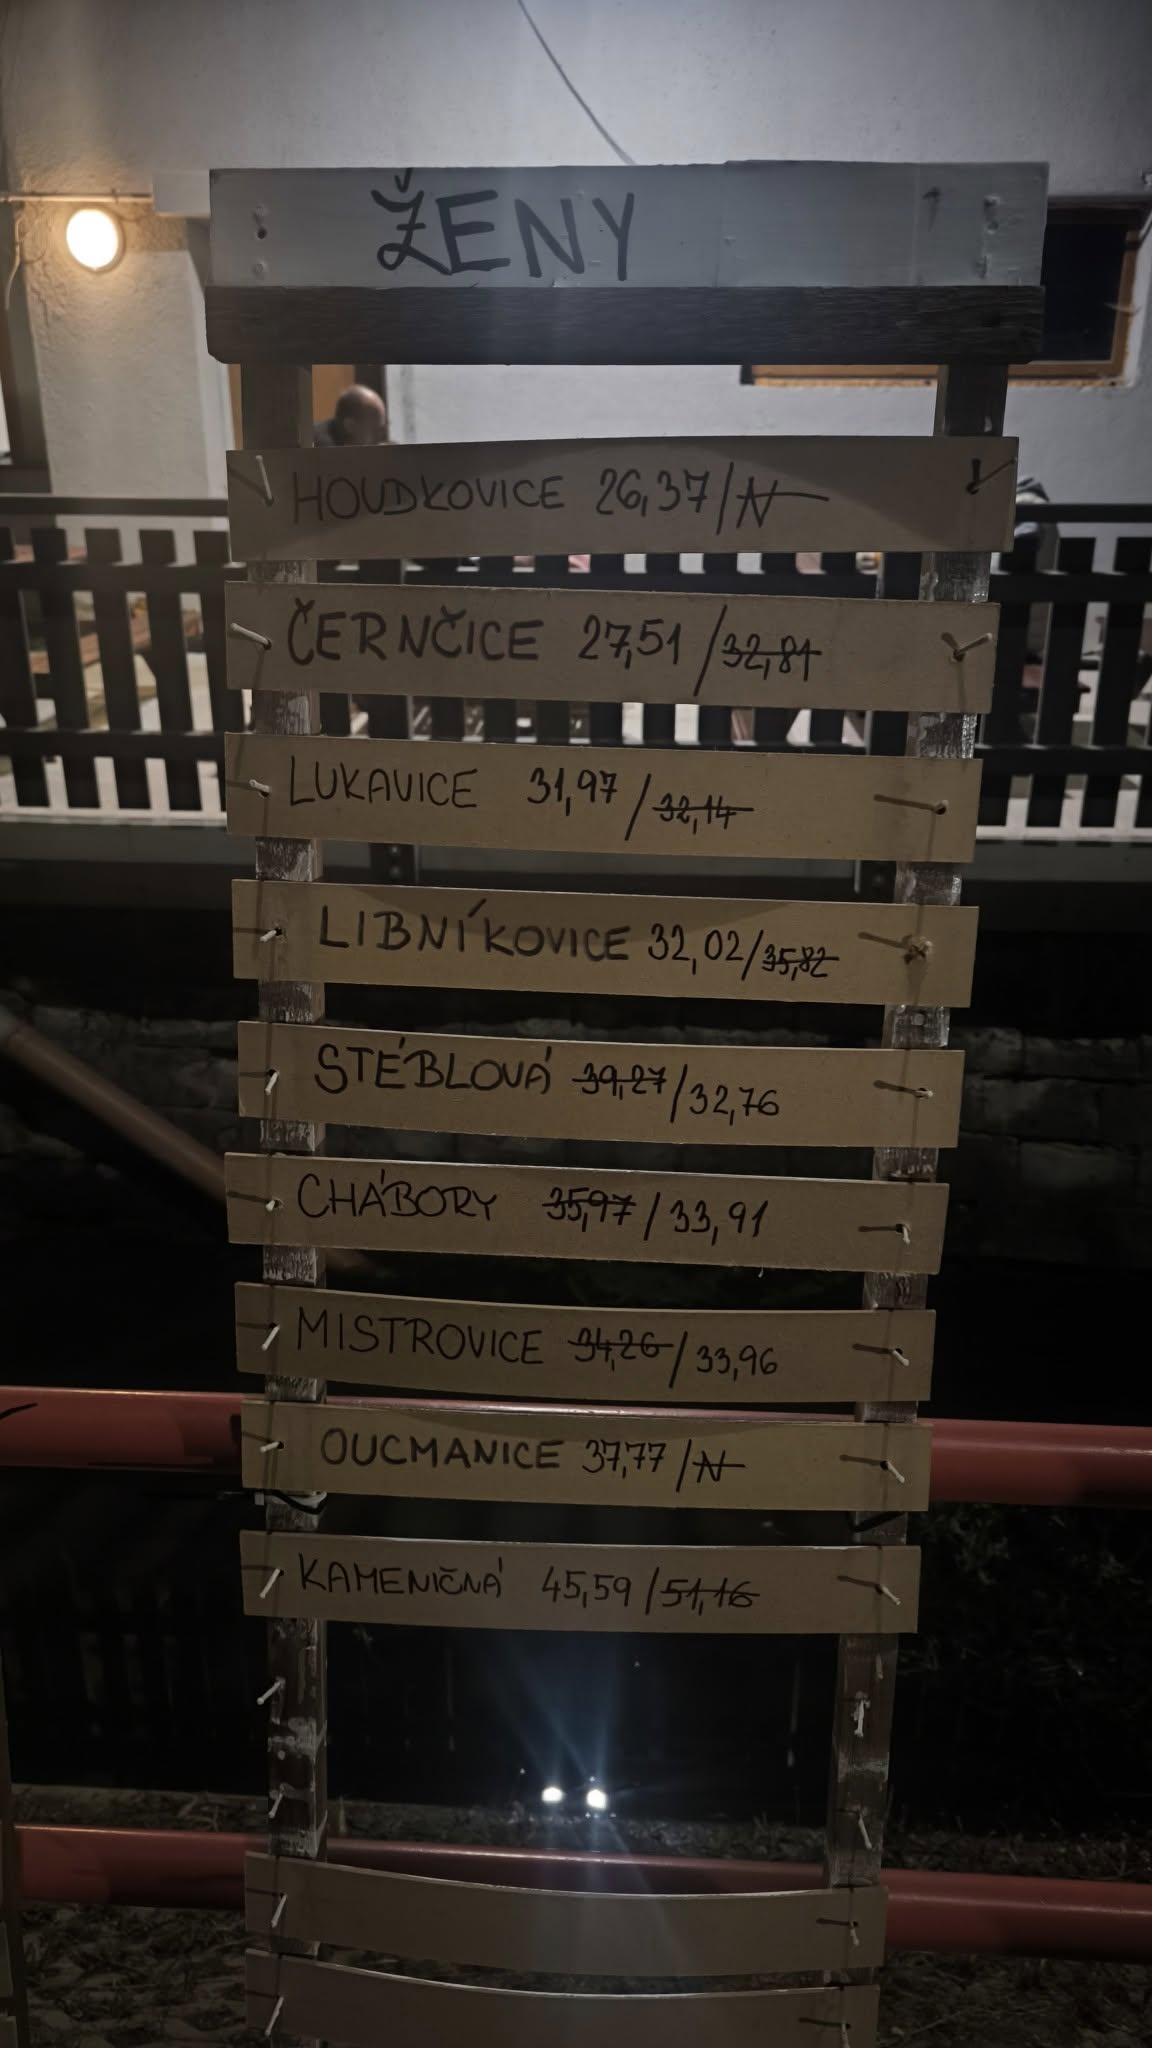 ŽENY
HOUDKOVICE 26,37/N
ČERNČICE 27,51/32,81
LUKAVICE 31,97/32,14
LIBNÍKOVICE 32,02/35,82
STÉBLOVÁ 39,27/32,76
CHÁBORY 35,97/33,91
MISTROVICE 34,26/33,96
OUCMANICE 37,77/N
KAMENIČNÁ 45,59/51,16